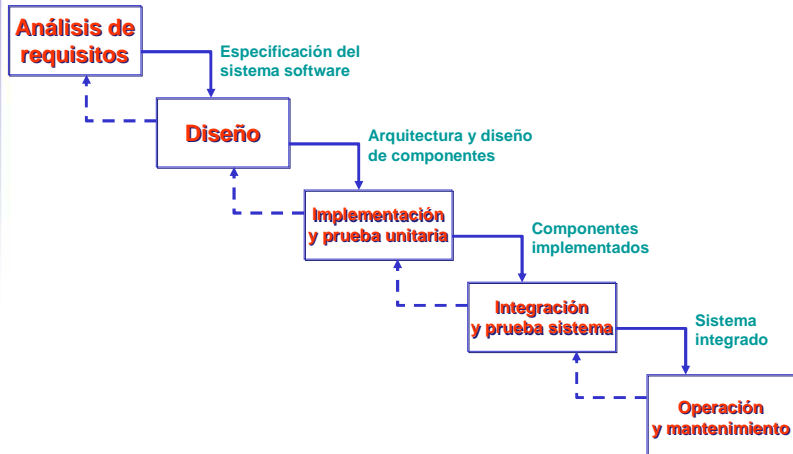 Análisis de
requisitos
Especificación del
sistema software
Diseño
Arquitectura y diseño
de componentes
Implementación
y prueba unitaria
Componentes
implementados
Integración
y prueba sistema
Sistema
integrado
Operación
y mantenimiento